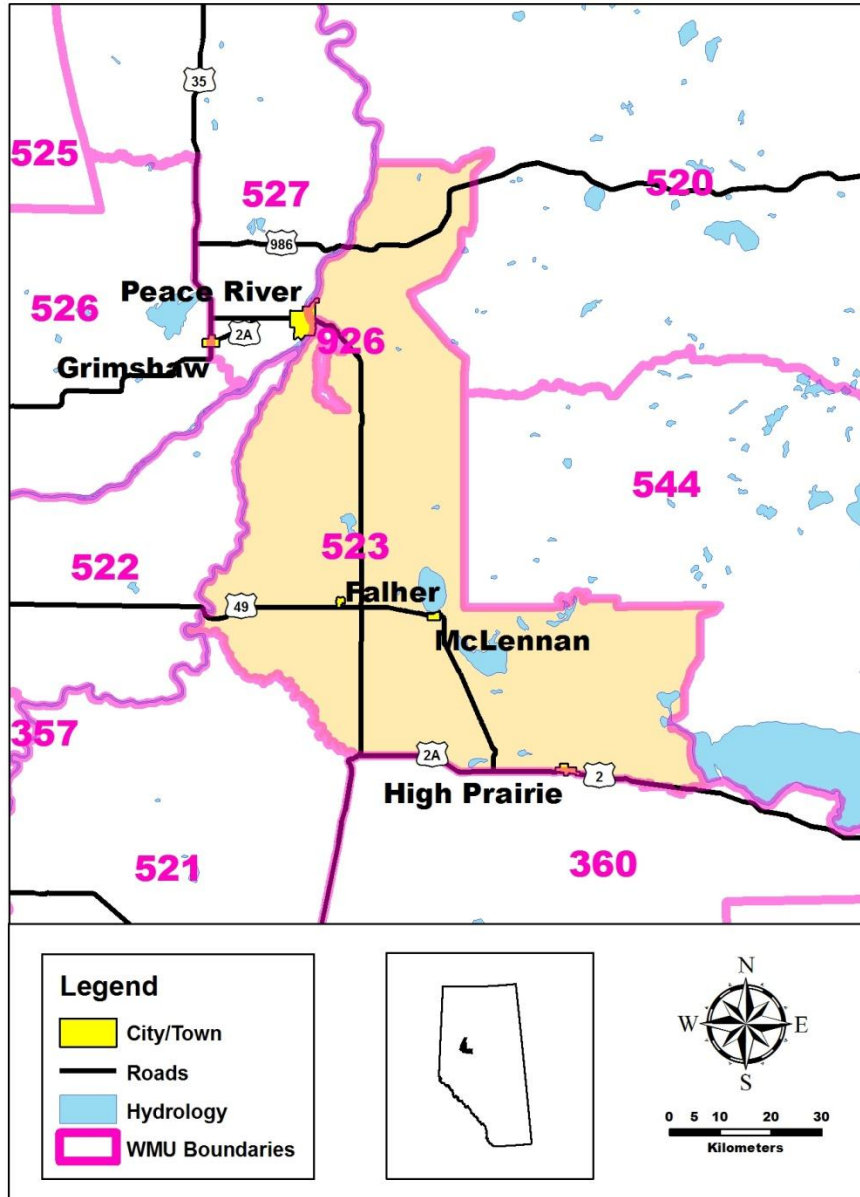 35
525
527
520
986
Peace River
526
2A
926
Grimshaw
544
523
522
Falher
49
McLennan
357
2A
2
High Prairie
521
360
Legend
City/Town
Roads
Hydrology
WMU Boundaries
N
W E
S
0 5 10 20 30
Kilometers